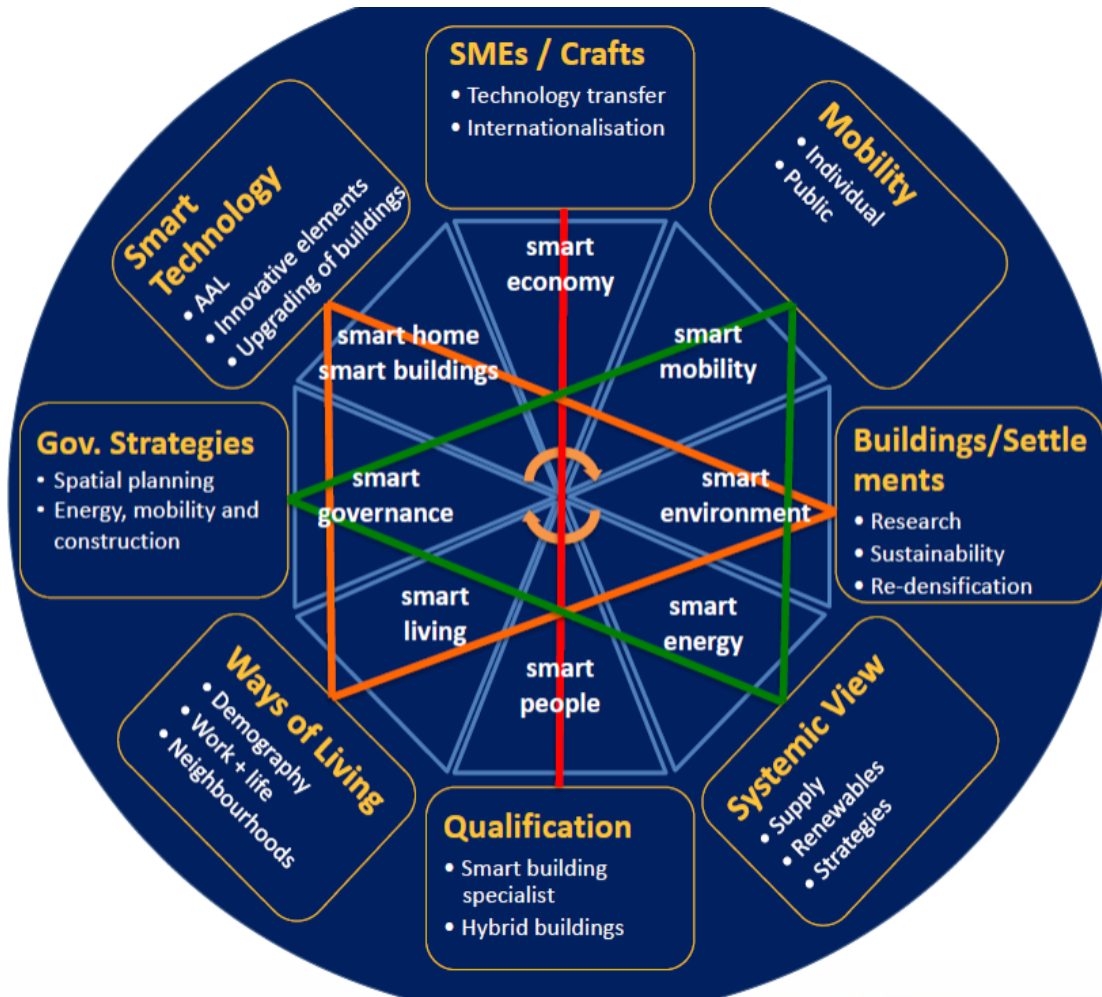 SMEs / Crafts
• Technology transfer
• Internationalisation
Mobility
• Individual
• Public
Smart
Technology
• AAL
• Innovative elements
• Upgrading of buildings
smart
economy
smart home
smart buildings
smart
mobility
Gov. Strategies
• Spatial planning
• Energy, mobility and
construction
smart
governance
smart
environment
Buildings/Settle
ments
• Research
• Sustainability
• Re-densification
smart
living
smart
energy
smart
people
Ways of Living
• Demography
• Work + life
• Neighbourhoods
Qualification
• Smart building
specialist
• Hybrid buildings
Systemic View
• Supply
• Renewables
• Strategies